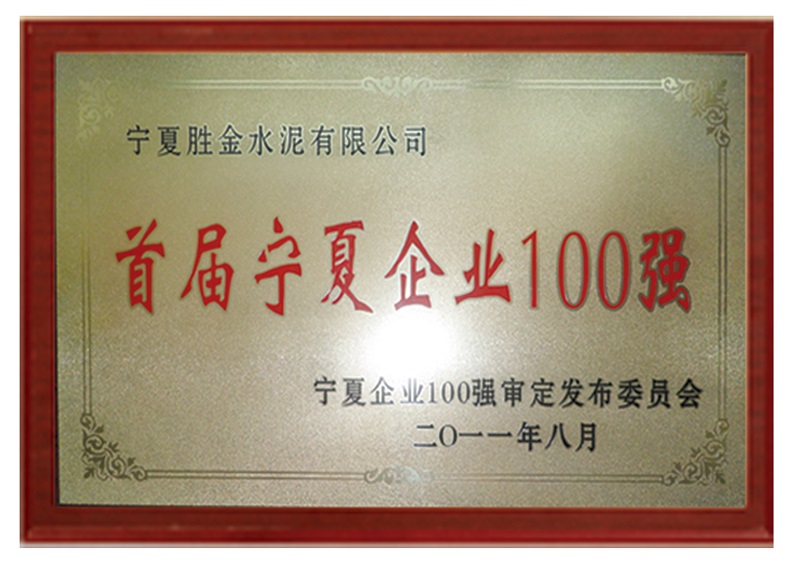 宁夏胜金水泥有限公司
首届宁夏企业100强
宁夏企业100强审定发布委员会
二〇一一年八月